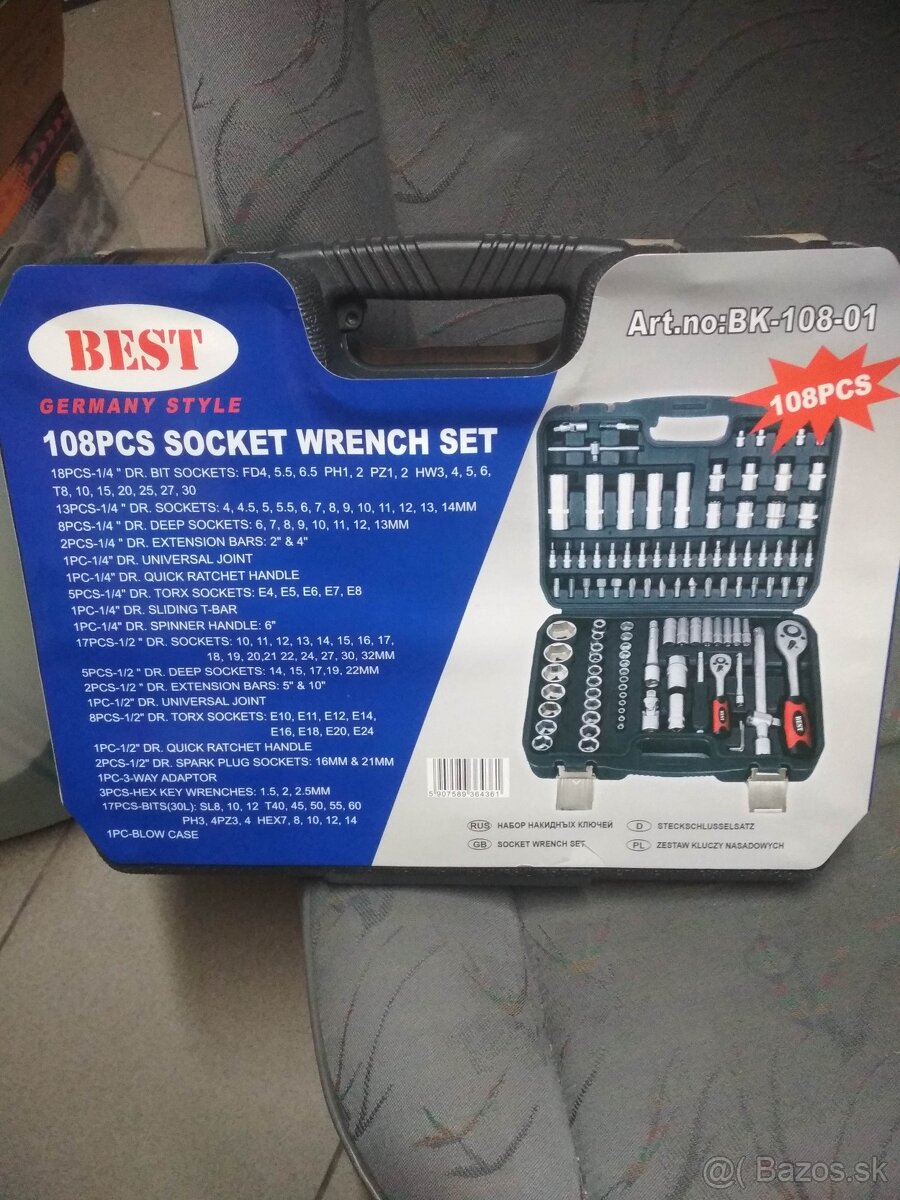 BEST
GERMANY STYLE
108PCS SOCKET WRENCH SET
18PCS-1/4 " DR. BIT SOCKETS: FD4, 5.5, 6.5 PH1, 2 PZ1, 2 HW3, 4, 5, 6,
T8, 10, 15, 20, 25, 27, 30
13PCS-1/4 " DR. SOCKETS: 4, 4.5, 5, 5.5, 6, 7, 8, 9, 10, 11, 12, 13, 14MM
8PCS-1/4 " DR. DEEP SOCKETS: 6, 7, 8, 9, 10, 11, 12, 13MM
2PCS-1/4" DR. EXTENSION BARS: 2" & 4"
1PC-1/4" DR. UNIVERSAL JOINT
1PC-1/4" DR. QUICK RATCHET HANDLE
5PCS-1/4" DR. TORX SOCKETS: E4, E5, E6, E7, E8
1PC-1/4" DR. SLIDING T-BAR
1PC-1/4" DR. SPINNER HANDLE: 6"
17PCS-1/2 " DR. SOCKETS: 10, 11, 12, 13, 14, 15, 16, 17,
18, 19, 20,21 22, 24, 27, 30, 32MM
5PCS-1/2" DR. DEEP SOCKETS: 14, 15, 17,19, 22MM
2PCS-1/2" DR. EXTENSION BARS: 5" & 10"
1PC-1/2" DR. UNIVERSAL JOINT
8PCS-1/2" DR. TORX SOCKETS: E10, E11, E12, E14,
E16, E18, E20, E24
1PC-1/2" DR. QUICK RATCHET HANDLE
2PCS-1/2" DR. SPARK PLUG SOCKETS: 16MM & 21MM
1PC-3-WAY ADAPTOR
3PCS-HEX KEY WRENCHES: 1.5, 2, 2.5MM
17PCS-BITS(30L): SL8, 10, 12 T40, 45, 50, 55, 60
PH3, 4PZ3, 4 HEX7, 8, 10, 12, 14
1PC-BLOW CASE
Art.no:BK-108-01
108PCS
BEST
5 907589 364361
RUS НАБОР НАКИДНЪІХ КЛЮЧЕЙ
D STECKSCHLUSSELSATZ
GB SOCKET WRENCH SET
PL ZESTAW KLUCZY NASADOWYCH
@( Bazos.sk